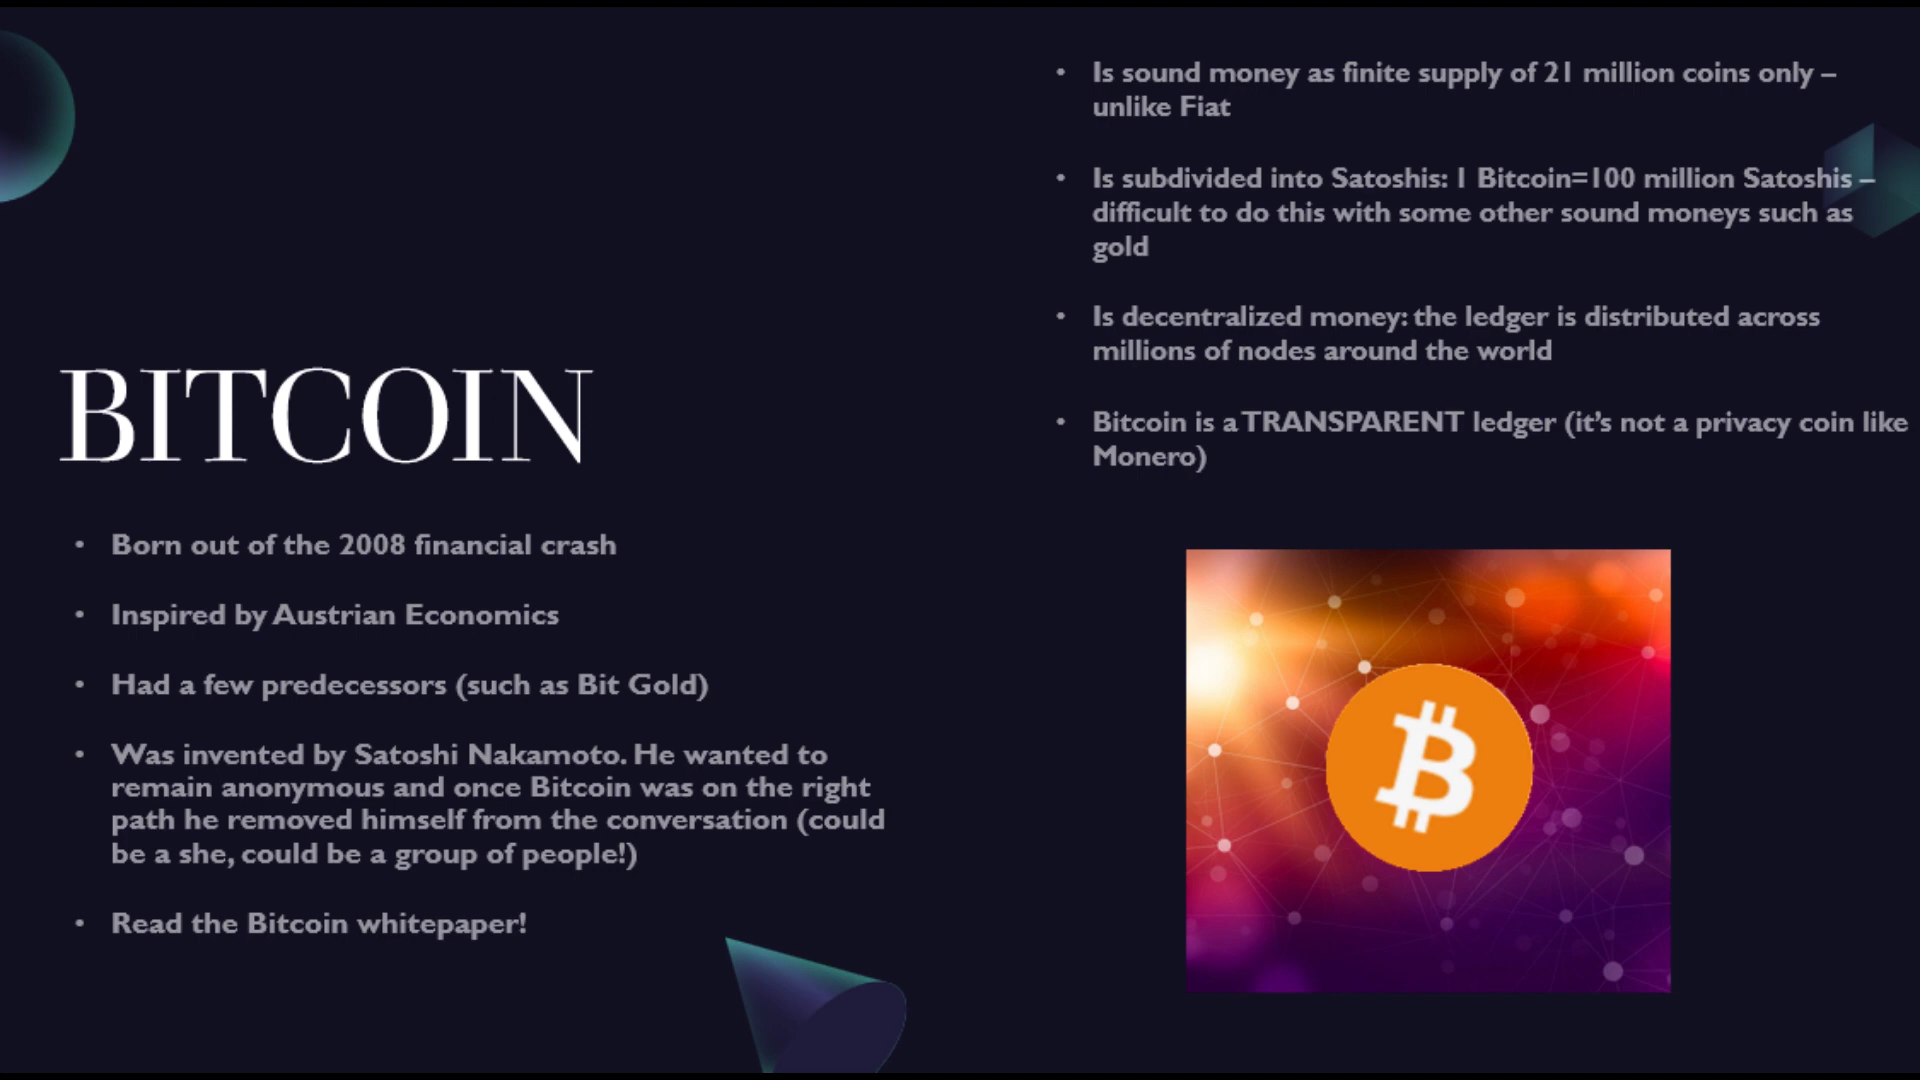 BITCOIN
• Born out of the 2008 financial crash
• Inspired by Austrian Economics
• Had a few predecessors (such as Bit Gold)
• Was invented by Satoshi Nakamoto. He wanted to
remain anonymous and once Bitcoin was on the right
path he removed himself from the conversation (could
be a she, could be a group of people!)
• Read the Bitcoin whitepaper!
• Is sound money as finite supply of 21 million coins only –
unlike Fiat
• Is subdivided into Satoshis: 1 Bitcoin=100 million Satoshis –
difficult to do this with some other sound moneys such as
gold
• Is decentralized money: the ledger is distributed across
millions of nodes around the world
• Bitcoin is a TRANSPARENT ledger (it’s not a privacy coin like
Monero)